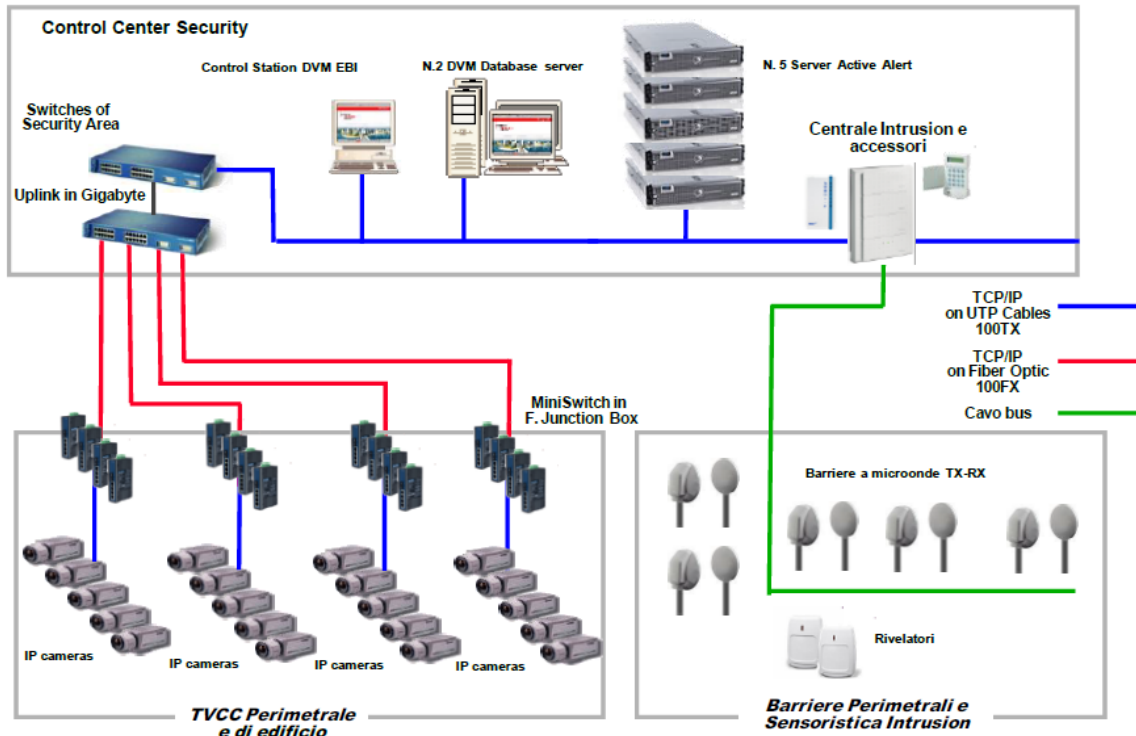 Control Center Security
Control Station DVM EBI
N.2 DVM Database server
N. 5 Server Active Alert
Switches of
Security Area
Centrale Intrusion e
accessori
Uplink in Gigabyte
TCP/IP
on UTP Cables
100TX
TCP/IP
on Fiber Optic
100FX
Cavo bus
MiniSwitch in
F. Junction Box
Barriere a microonde TX-RX
Rivelatori
IP cameras
IP cameras
IP cameras
IP cameras
TVCC Perimetrale
e di edificio
Barriere Perimetrali e
Sensoristica Intrusion